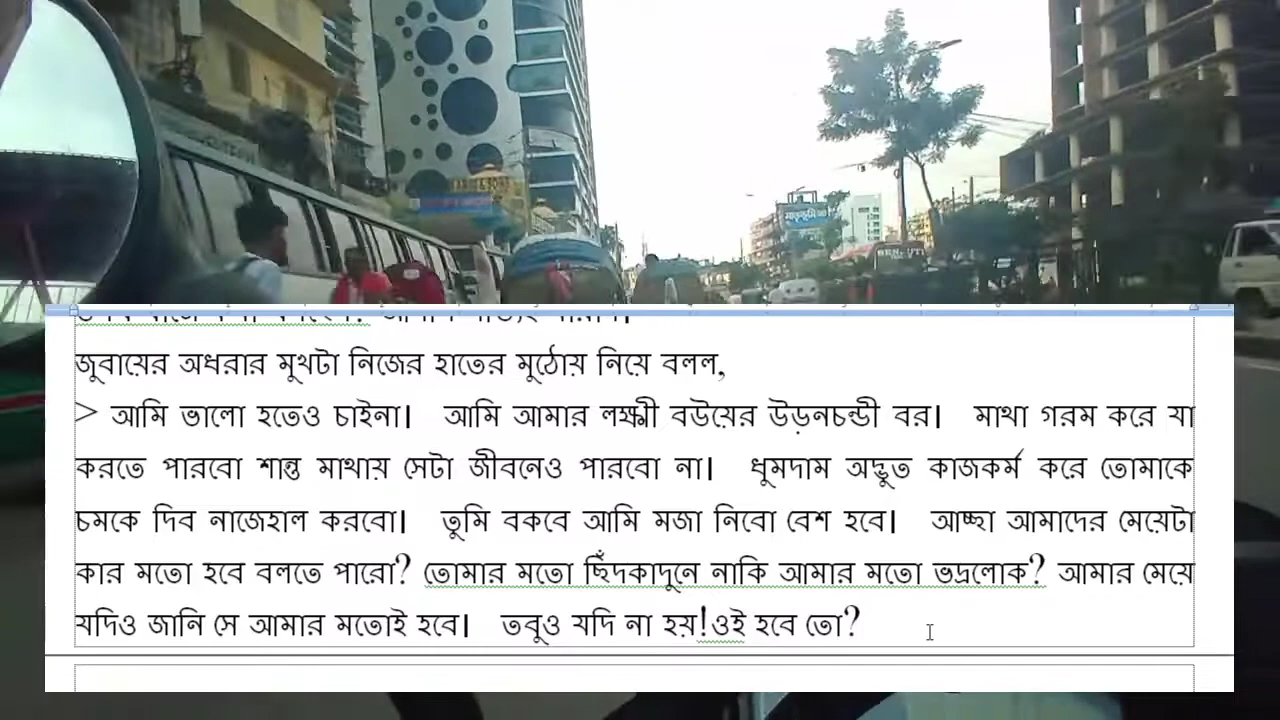 মাতৃভূমি
জুবায়ের অধরার মুখটা নিজের হাতের মুঠোয় নিয়ে বলল,
> আমি ভালো হতেও চাইনা। আমি আমার লক্ষ্মী বউয়ের উড়নচন্ডী বর। মাথা গরম করে যা
করতে পারবো শান্ত মাথায় সেটা জীবনেও পারবো না। ধুমদাম অদ্ভুত কাজকর্ম করে তোমাকে
চমকে দিব নাজেহাল করবো। তুমি বকবে আমি মজা নিবো বেশ হবে। আচ্ছা আমাদের মেয়েটা
কার মতো হবে বলতে পারো? তোমার মতো ছিঁদকাদুনে নাকি আমার মতো ভদ্রলোক? আমার মেয়ে
যদিও জানি সে আমার মতোই হবে। তবুও যদি না হয়!ওই হবে তো?